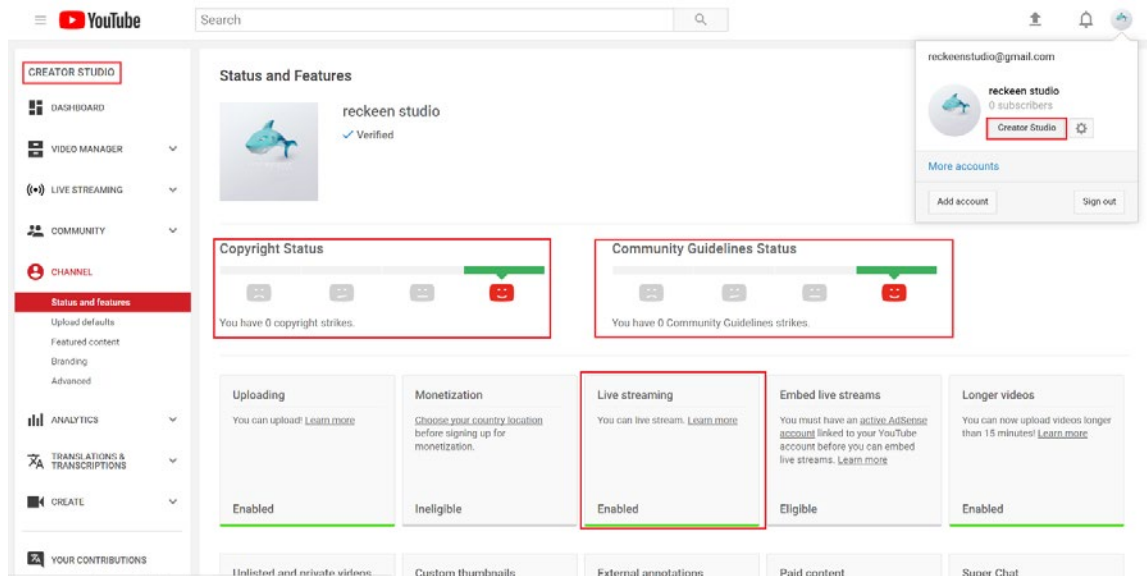 YouTube
Search
reckeenstudio@gmail.com
reckeen studio
0 subscribers
Creator Studio
More accounts
Add account
Sign out
CREATOR STUDIO
DASHBOARD
VIDEO MANAGER
LIVE STREAMING
COMMUNITY
CHANNEL
Status and features
Upload defaults
Featured content
Branding
Advanced
ANALYTICS
TRANSLATIONS &
TRANSCRIPTIONS
CREATE
YOUR CONTRIBUTIONS
Status and Features
reckeen studio
Verified
Copyright Status
You have 0 copyright strikes.
Community Guidelines Status
You have 0 Community Guidelines strikes.
Uploading
You can upload! Learn more
Enabled
Monetization
Choose your country location
before signing up for
monetization.
Ineligible
Live streaming
You can live stream. Learn more
Enabled
Embed live streams
You must have an active AdSense
account linked to your YouTube
account before you can embed
live streams. Learn more
Eligible
Longer videos
You can now upload videos longer
than 15 minutes! Learn more
Enabled
Unlisted and private videos
Custom thumbnails
External annotations
Paid content
Super Chat